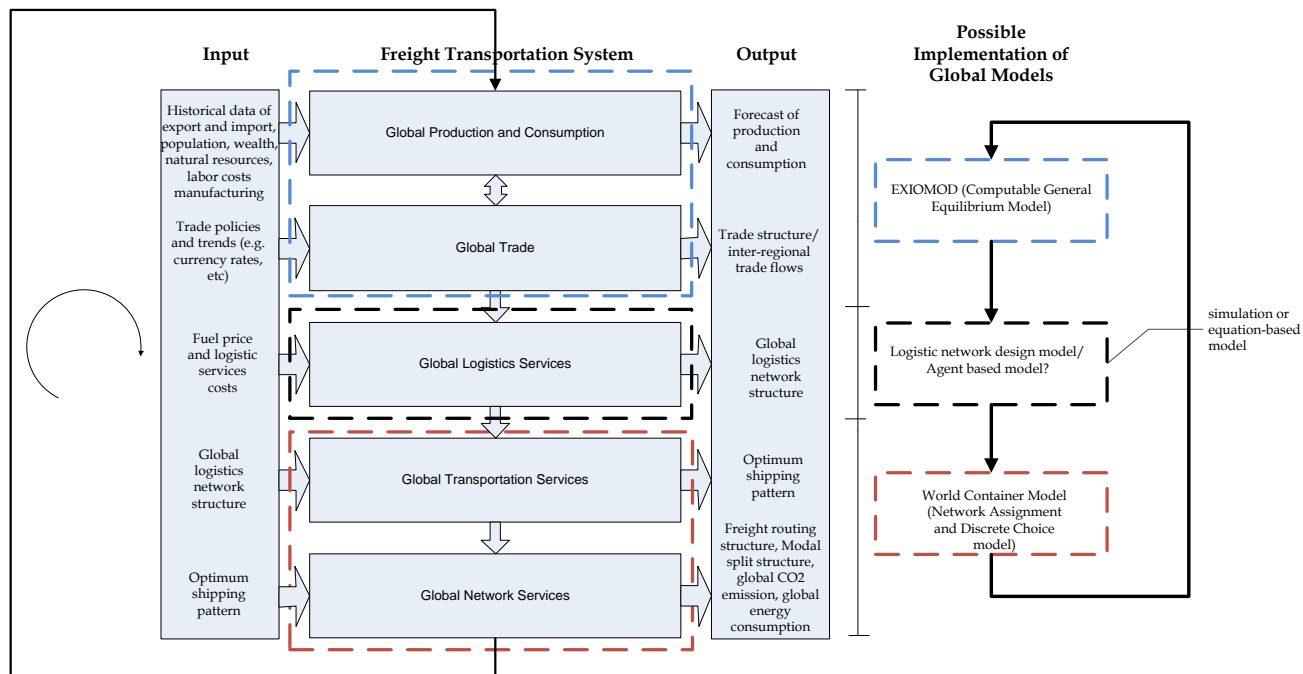 Input
Freight Transportation System
Output
Possible
Implementation of
Global Models
Historical data of
export and import,
population, wealth,
natural resources,
labor costs
manufacturing
Global Production and Consumption
Forecast of
production
and
consumption
EXIOMOD (Computable General
Equilibrium Model)
Trade policies
and trends (e.g.
currency rates,
etc)
Global Trade
Trade structure/
inter-regional
trade flows
Fuel price
and logistic
services
costs
Global Logistics Services
Global
logistics
network
structure
Logistic network design model/
Agent based model?
simulation or
equation-based
model
Global
logistics
network
structure
Global Transportation Services
Optimum
shipping
pattern
World Container Model
(Network Assignment
and Discrete Choice
model)
Optimum
shipping
pattern
Global Network Services
Freight routing
structure, Modal
split structure,
global CO2
emission, global
energy
consumption